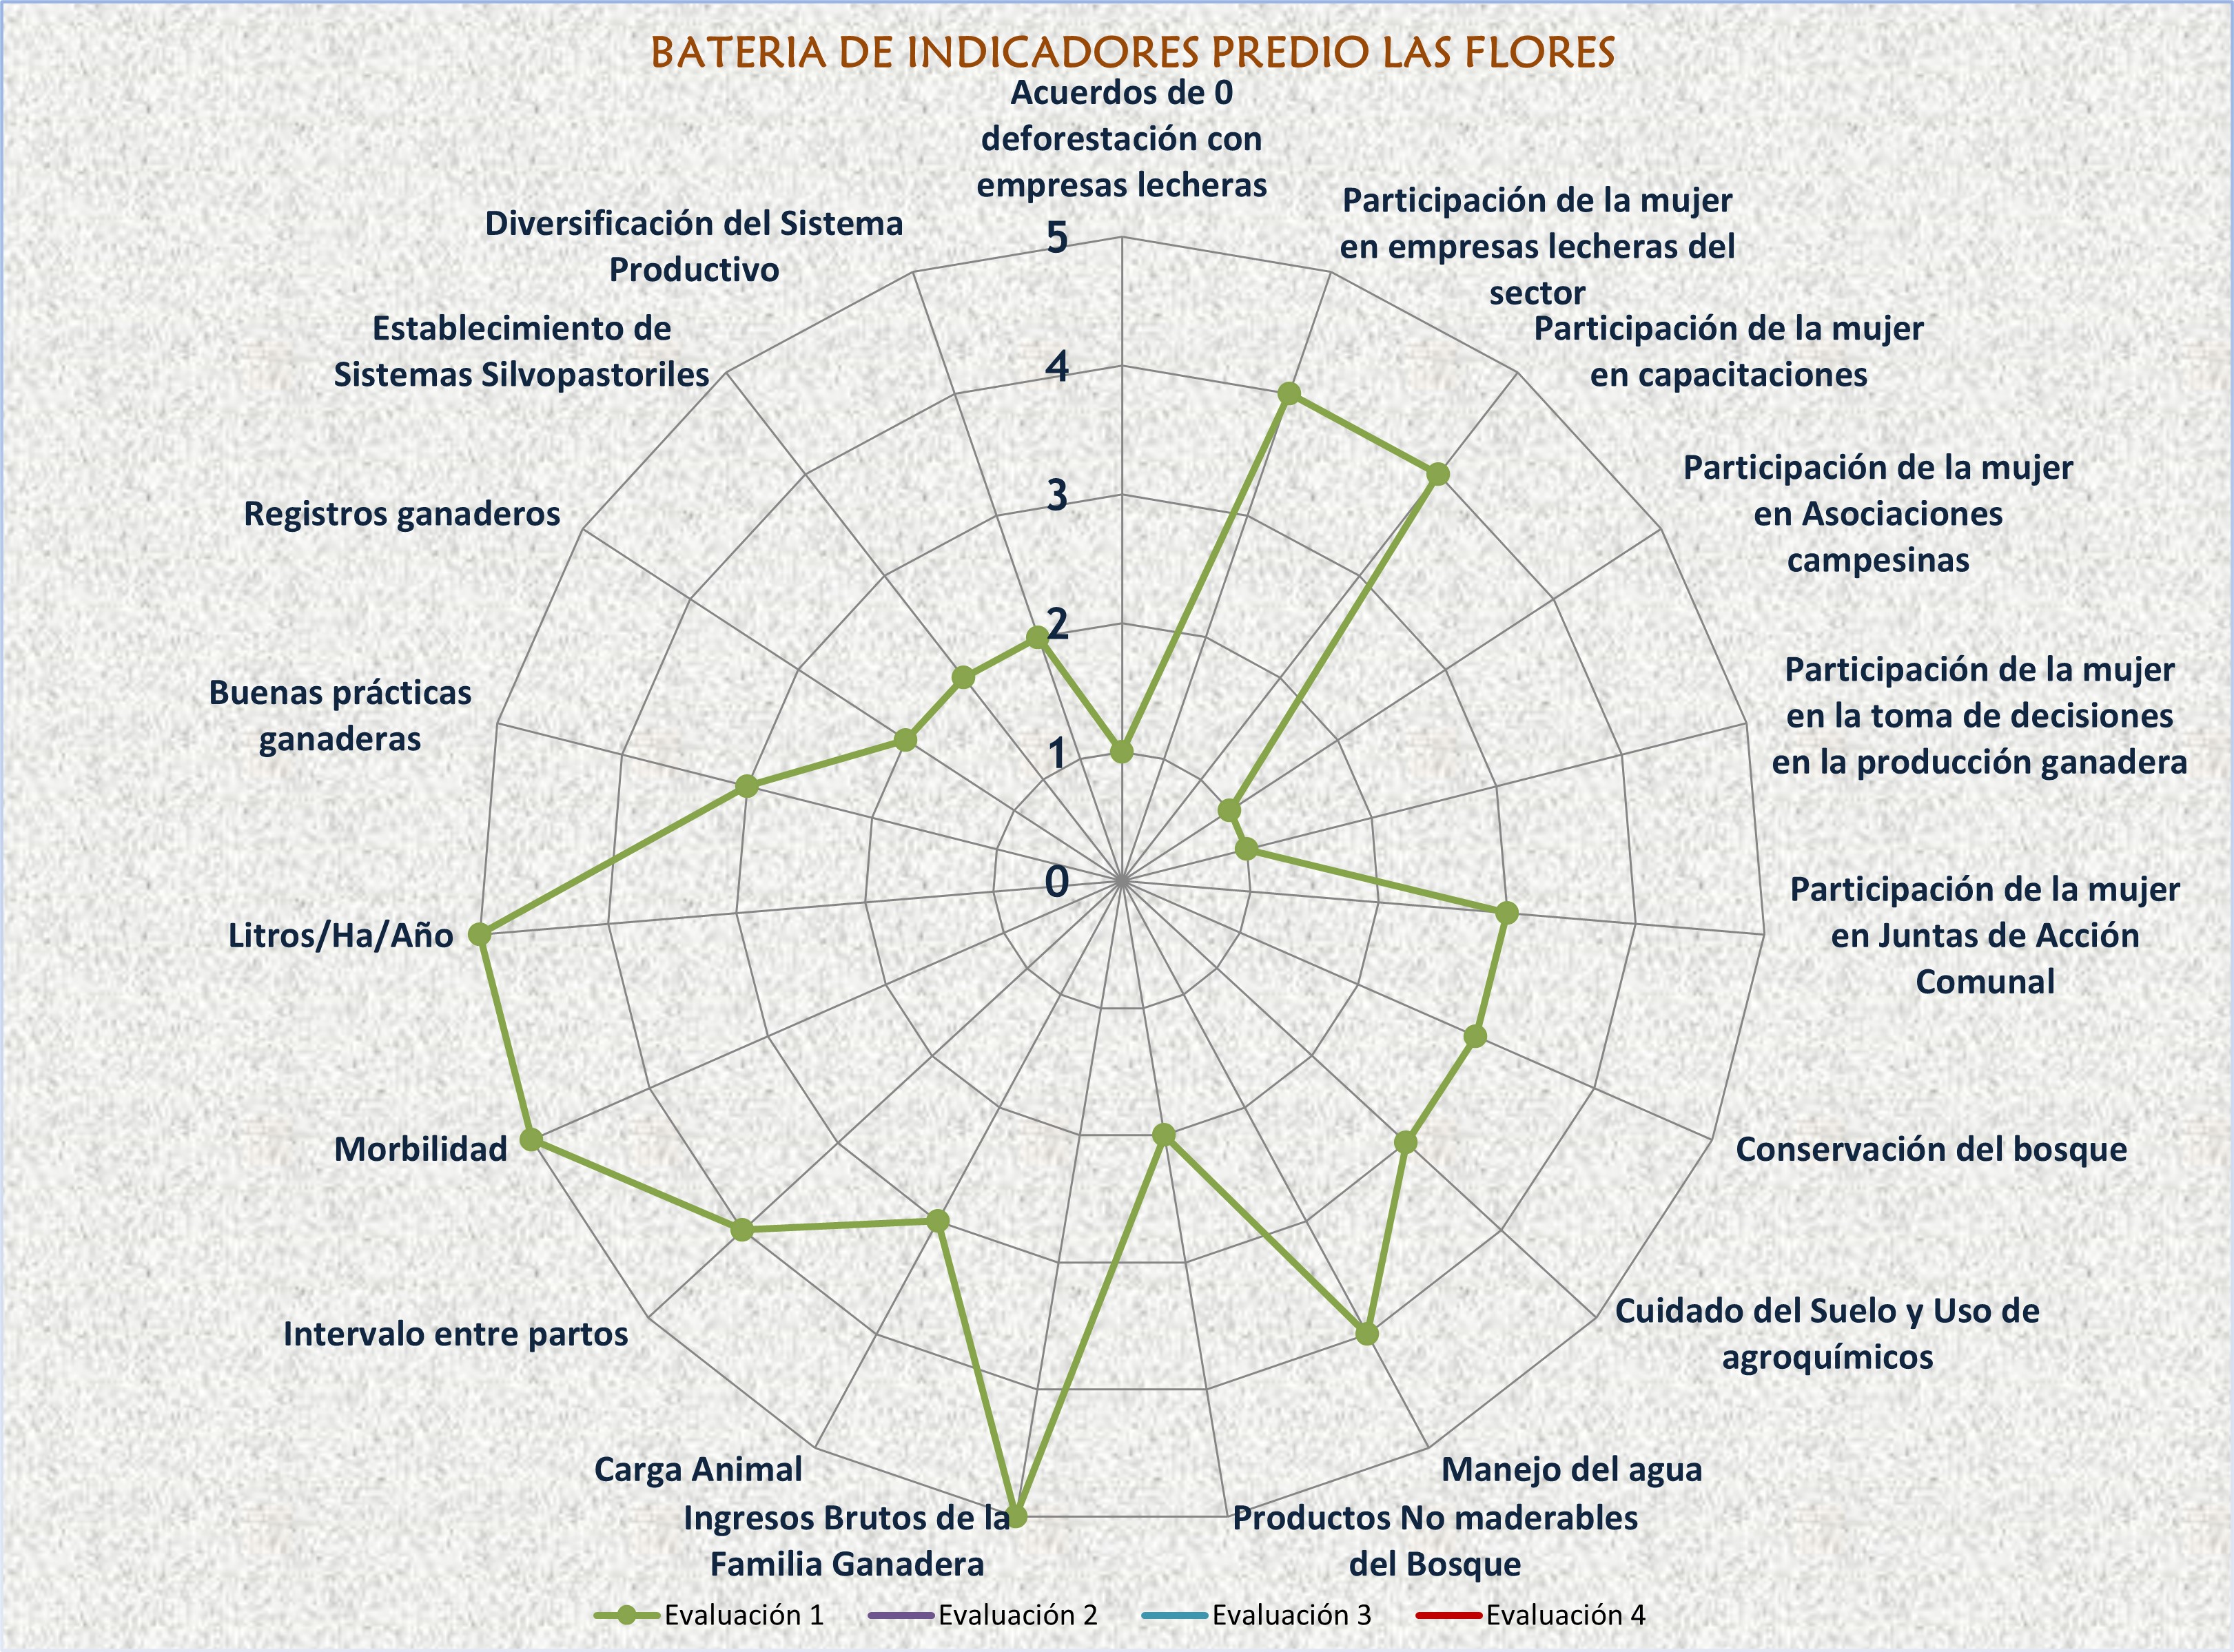 BATERIA DE INDICADORES PREDIO LAS FLORES
Acuerdos de 0
deforestación con
empresas lecheras
Participación de la mujer
en empresas lecheras del
sector
Participación de la mujer
en capacitaciones
Participación de la mujer
en Asociaciones
campesinas
Participación de la mujer
en la toma de decisiones
en la producción ganadera
Participación de la mujer
en Juntas de Acción
Comunal
Conservación del bosque
Cuidado del Suelo y Uso de
agroquímicos
Manejo del agua
Productos No maderables
del Bosque
Ingresos Brutos de la
Familia Ganadera
Carga Animal
Intervalo entre partos
Morbilidad
Litros/Ha/Año
Buenas prácticas
ganaderas
Registros ganaderos
Establecimiento de
Sistemas Silvopastoriles
Diversificación del Sistema
Productivo
5
4
3
2
1
0
Evaluación 1
Evaluación 2
Evaluación 3
Evaluación 4